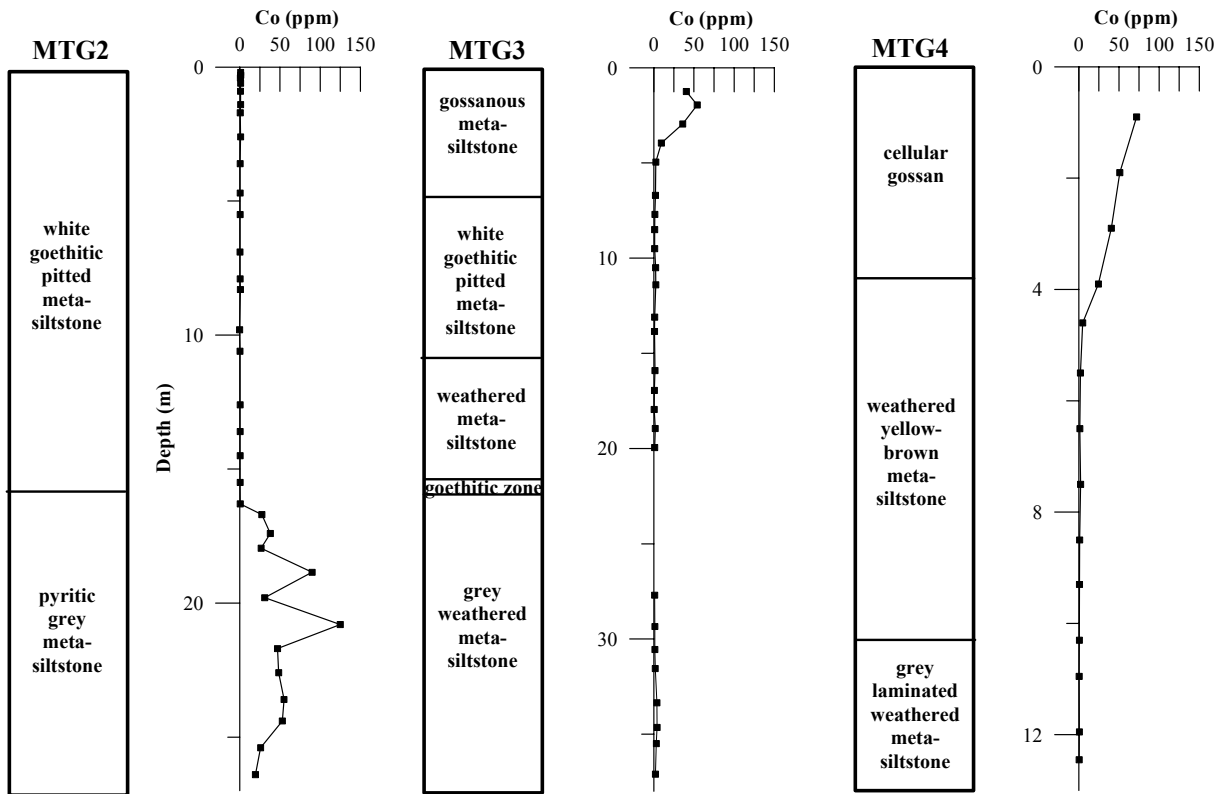 Co (ppm)
MTG2
0 50 100 150
0
10
20
Depth (m)
white
goethitic
pitted
meta-
siltstone
pyritic
grey
meta-
siltstone
Co (ppm)
MTG3
0 50 100 150
0
10
20
30
gossanous
meta-
siltstone
white
goethitic
pitted
meta-
siltstone
weathered
meta-
siltstone
goethitic zone
grey
weathered
meta-
siltstone
Co (ppm)
MTG4
0 50 100 150
0
4
8
12
cellular
gossan
weathered
yellow-
brown
meta-
siltstone
grey
laminated
weathered
meta-
siltstone